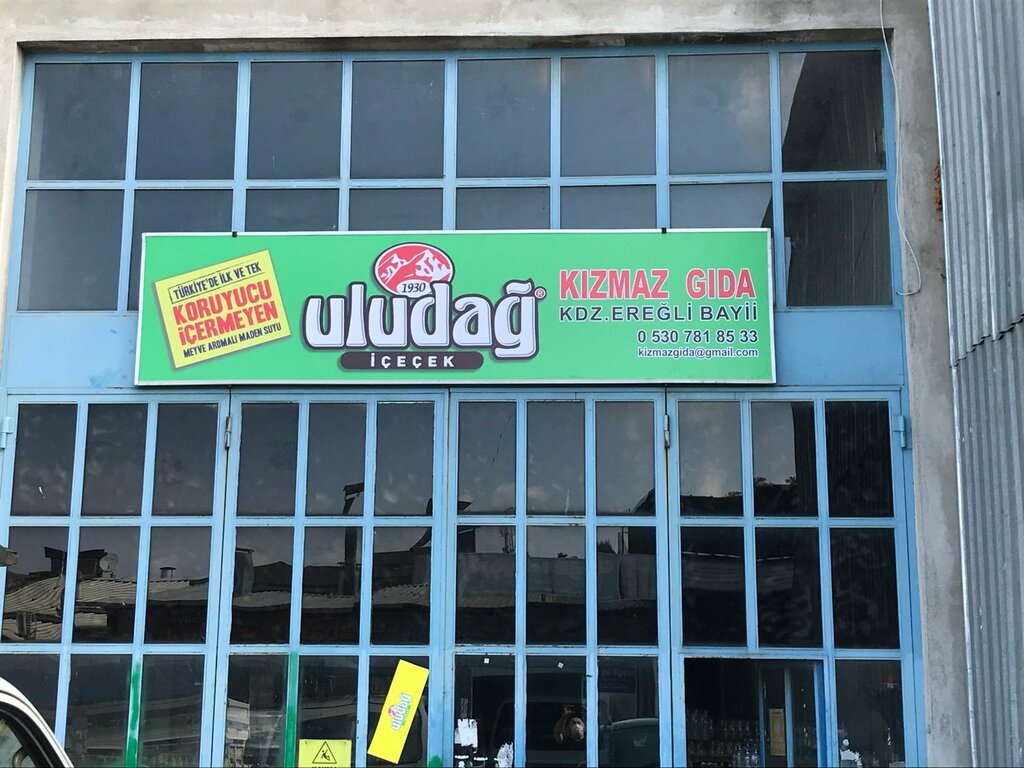 TÜRKİYE'DE İLK VE TEK
KORUYUCU
İÇERMEYEN
MEYVE AROMALI MADEN SUYU
1930
uludağ®
İÇEÇEK
KIZMAZ GIDA
KDZ.EREĞLİ BAYİİ
0 530 781 85 33
kizmazgida@gmail.com
uludağ